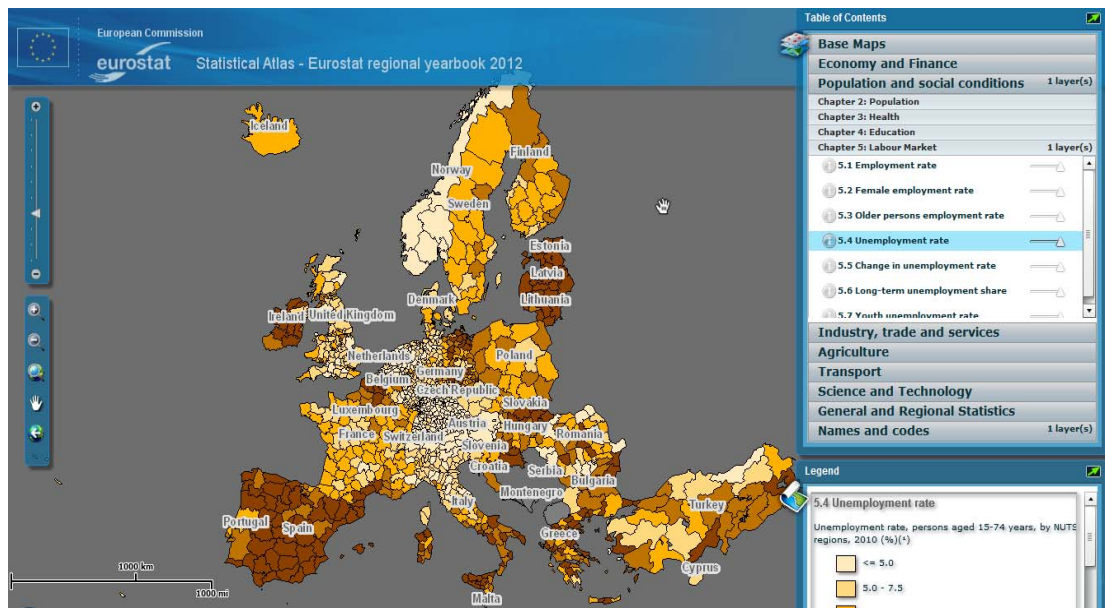 European Commission
eurostat
Statistical Atlas - Eurostat regional yearbook 2012
Iceland
Finland
Norway
Sweden
Estonia
Latvia
Denmark
Lithuania
Ireland
United Kingdom
Netherlands
Poland
Germany
Belgium
Czech Republic
Slovakia
Luxembourg
Austria
Hungary
France
Switzerland
Romania
Slovenia
Croatia
Serbia
Bulgaria
Montenegro
Italy
Turkey
Portugal
Spain
Greece
Cyprus
Malta
1000 km
1000 mi
Table of Contents
Base Maps
Economy and Finance
Population and social conditions 1 layer(s)
Chapter 2: Population
Chapter 3: Health
Chapter 4: Education
Chapter 5: Labour Market 1 layer(s)
5.1 Employment rate
5.2 Female employment rate
5.3 Older persons employment rate
5.4 Unemployment rate
5.5 Change in unemployment rate
5.6 Long-term unemployment share
5.7 Youth unemployment rate
Industry, trade and services
Agriculture
Transport
Science and Technology
General and Regional Statistics
Names and codes 1 layer(s)
Legend
5.4 Unemployment rate
Unemployment rate, persons aged 15-74 years, by NUTS
regions, 2010 (%)(¹)
<= 5.0
5.0 - 7.5